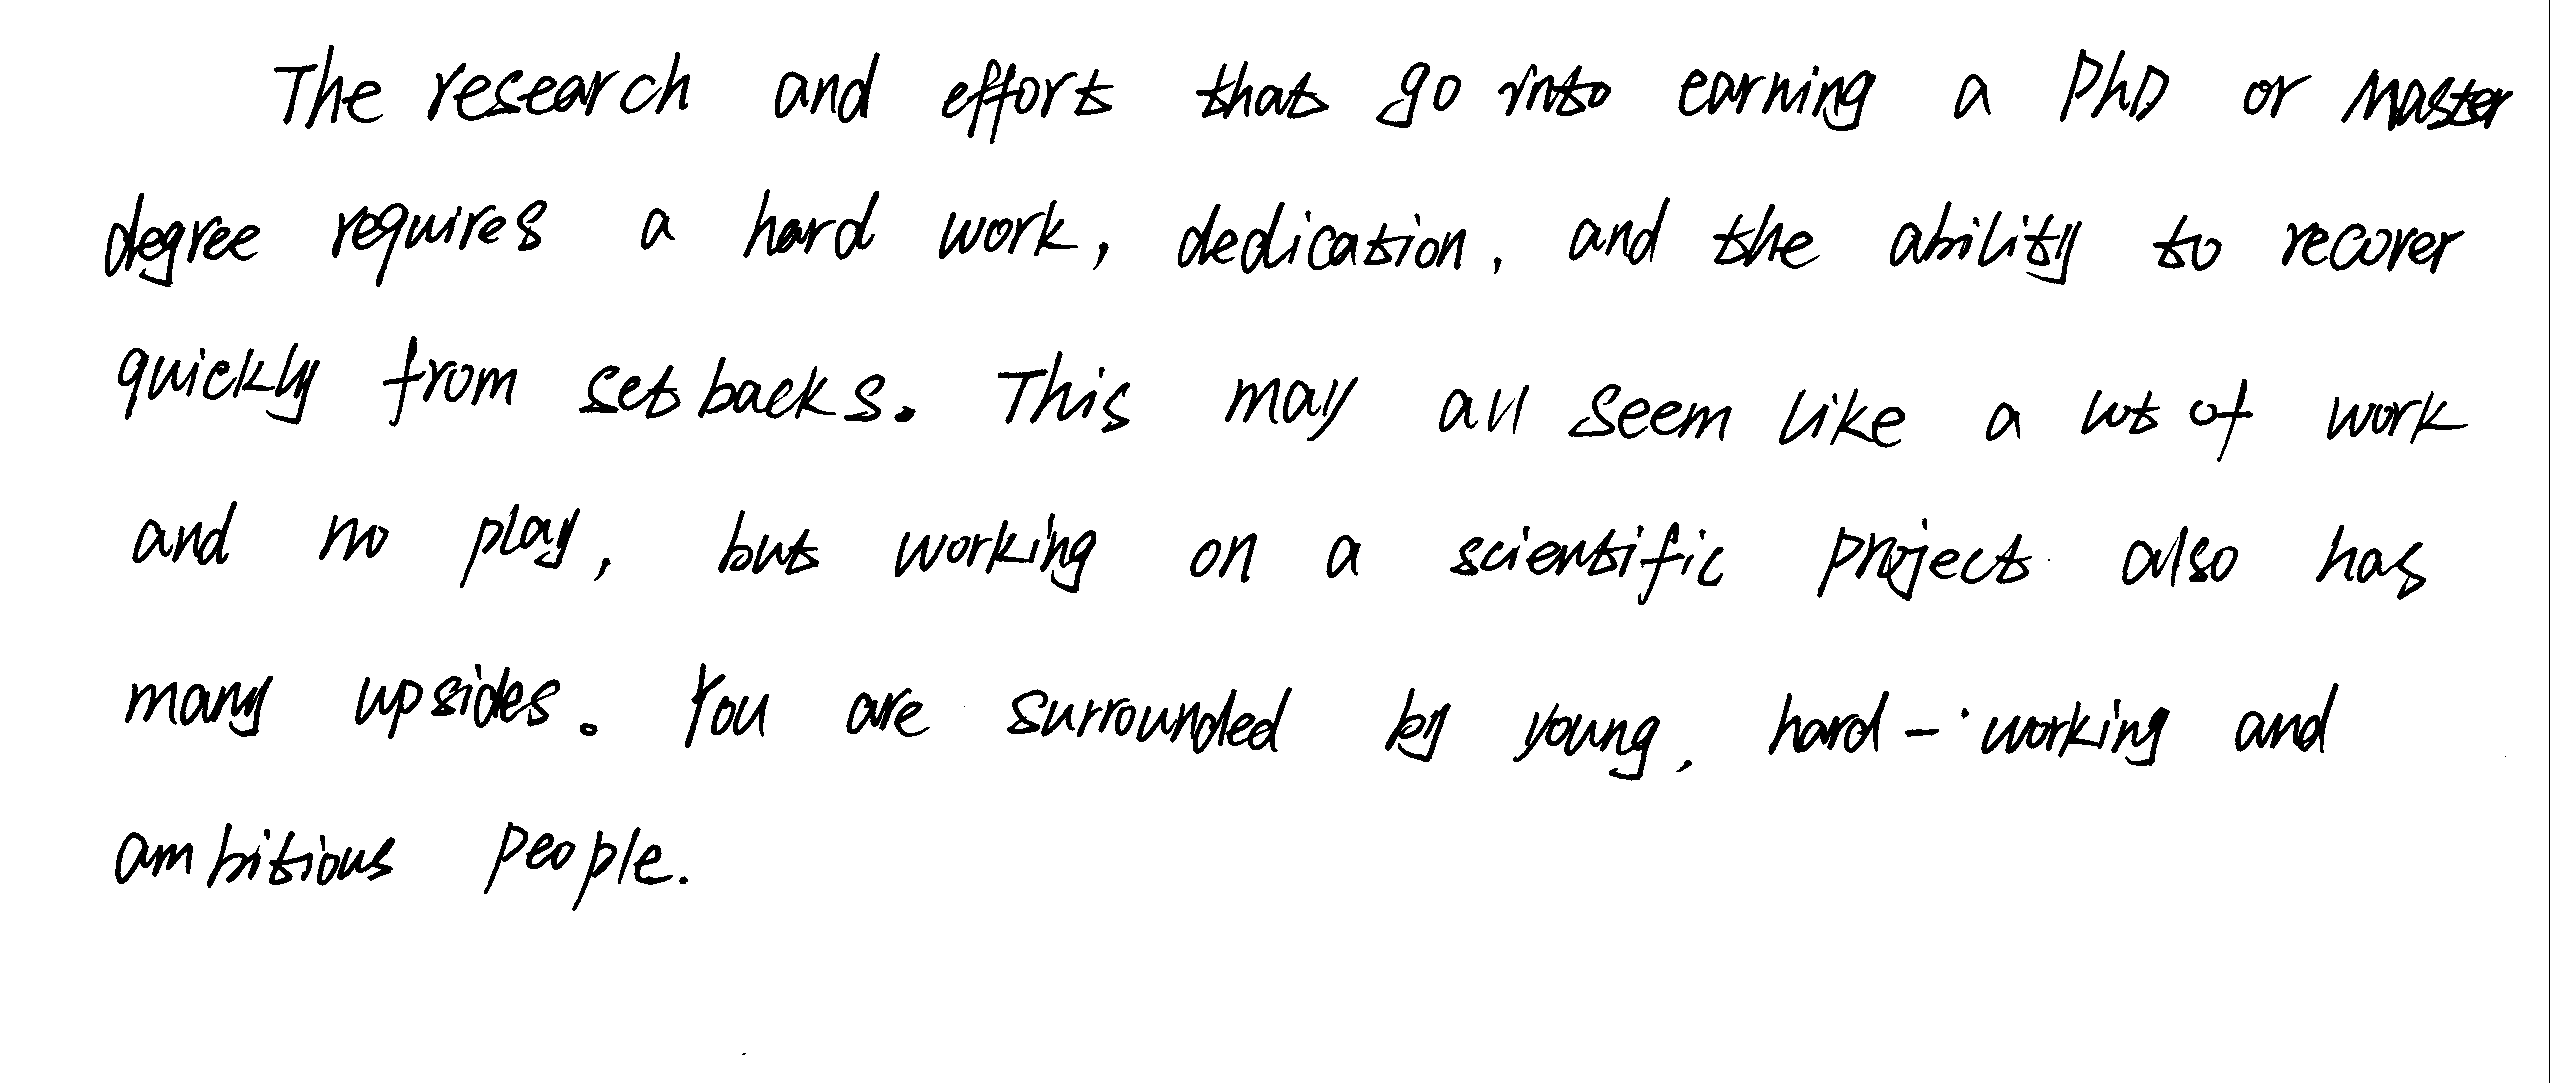 The research and effort that go into earning a PhD or Master
degree requires a hard work, dedication, and the ability to recover
quickly from setbacks. This may all seem like a lot of work
and no play, but working on a scientific project also has
many upsides. You are surrounded by young, hard-working and
ambitious people.